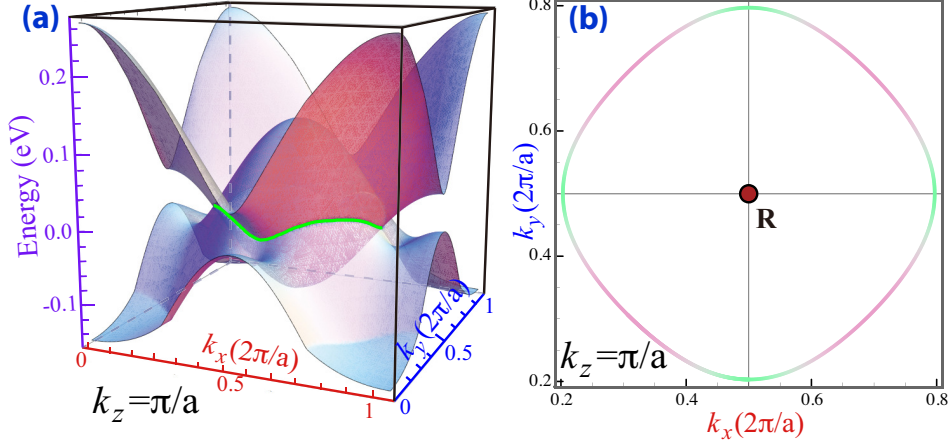 (a)
Energy (eV)
0.2
0.1
0.0
-0.1
0
0.5
1
k_x(2π/a)
0
0.5
1
k_y(2π/a)
k_z=π/a
(b)
0.8
0.6
0.4
0.2
k_y(2π/a)
R
k_z=π/a
0.2
0.4
0.6
0.8
k_x(2π/a)